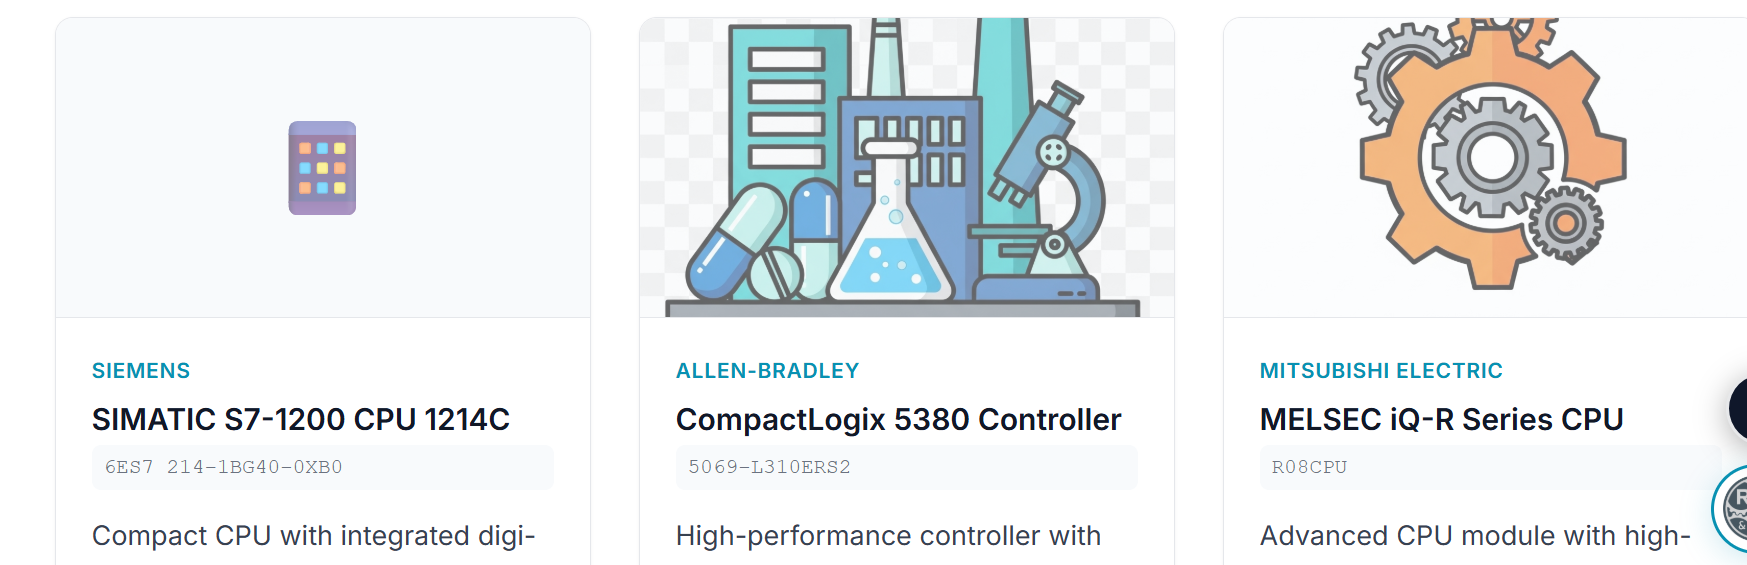 SIEMENS
SIMATIC S7-1200 CPU 1214C
6ES7 214-1BG40-0XB0
Compact CPU with integrated digi-
ALLEN-BRADLEY
CompactLogix 5380 Controller
5069-L310ERS2
High-performance controller with
MITSUBISHI ELECTRIC
MELSEC iQ-R Series CPU
R08CPU
Advanced CPU module with high-
R
&